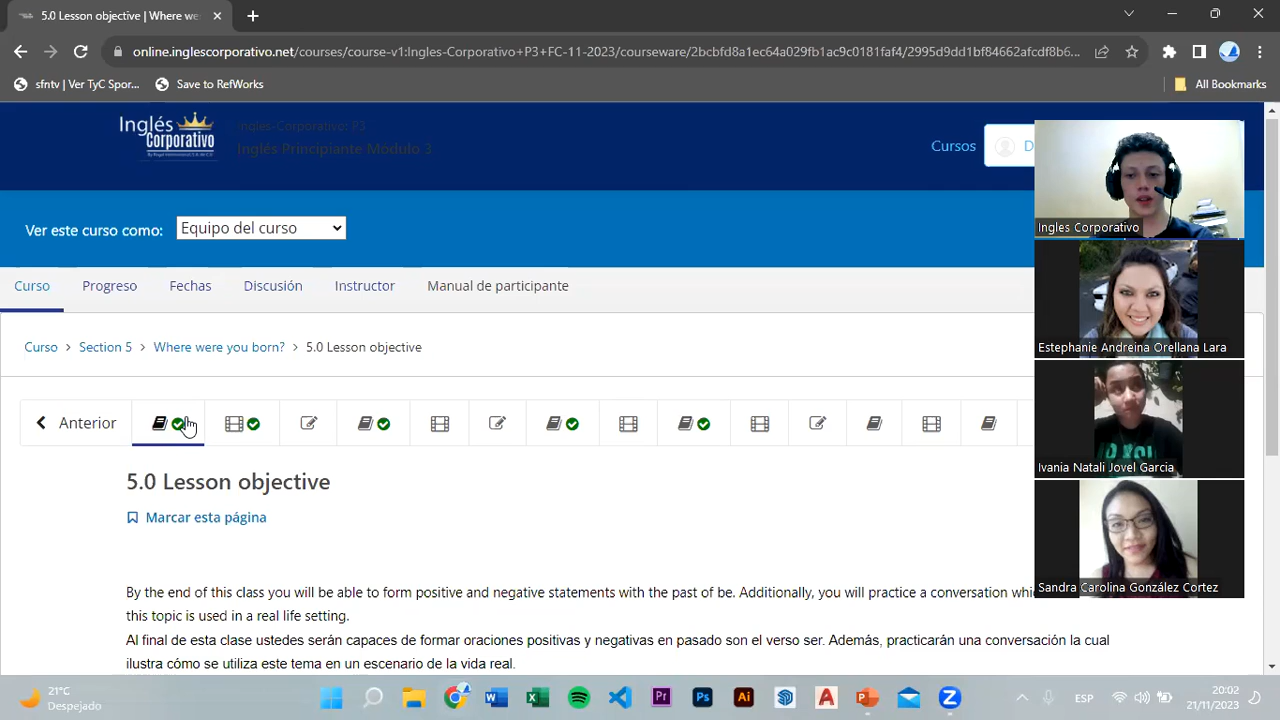 5.0 Lesson objective | Where we
online.inglescorporativo.net/courses/course-v1:Ingles-Corporativo+P3+FC-11-2023/courseware/2bcbfd8a1ec64a029fb1ac9c0181faf4/2995d9dd1bf84662afcdf8b6...
sfntv | Ver TyC Spor...
Save to RefWorks
All Bookmarks
Inglés
Corporativo
Ingles-Corporativo: P3
Inglés Principiante Modulo 3
Cursos
D
Ver este curso como:
Equipo del curso
Ingles Corporativo
Curso
Progreso
Fechas
Discusión
Instructor
Manual de participante
Curso > Section 5 > Where were you born? > 5.0 Lesson objective
Estephanie Andreina Orellana Lara
Anterior
Ivania Natali Jovel Garcia
5.0 Lesson objective
Marcar esta página
Sandra Carolina González Cortez
By the end of this class you will be able to form positive and negative statements with the past of be. Additionally, you will practice a conversation whi
this topic is used in a real life setting.
Al final de esta clase ustedes serán capaces de formar oraciones positivas y negativas en pasado son el verso ser. Además, practicarán una conversación la cual
ilustra cómo se utiliza este tema en un escenario de la vida real.
21°C
Despejado
ESP
20:02
21/11/2023